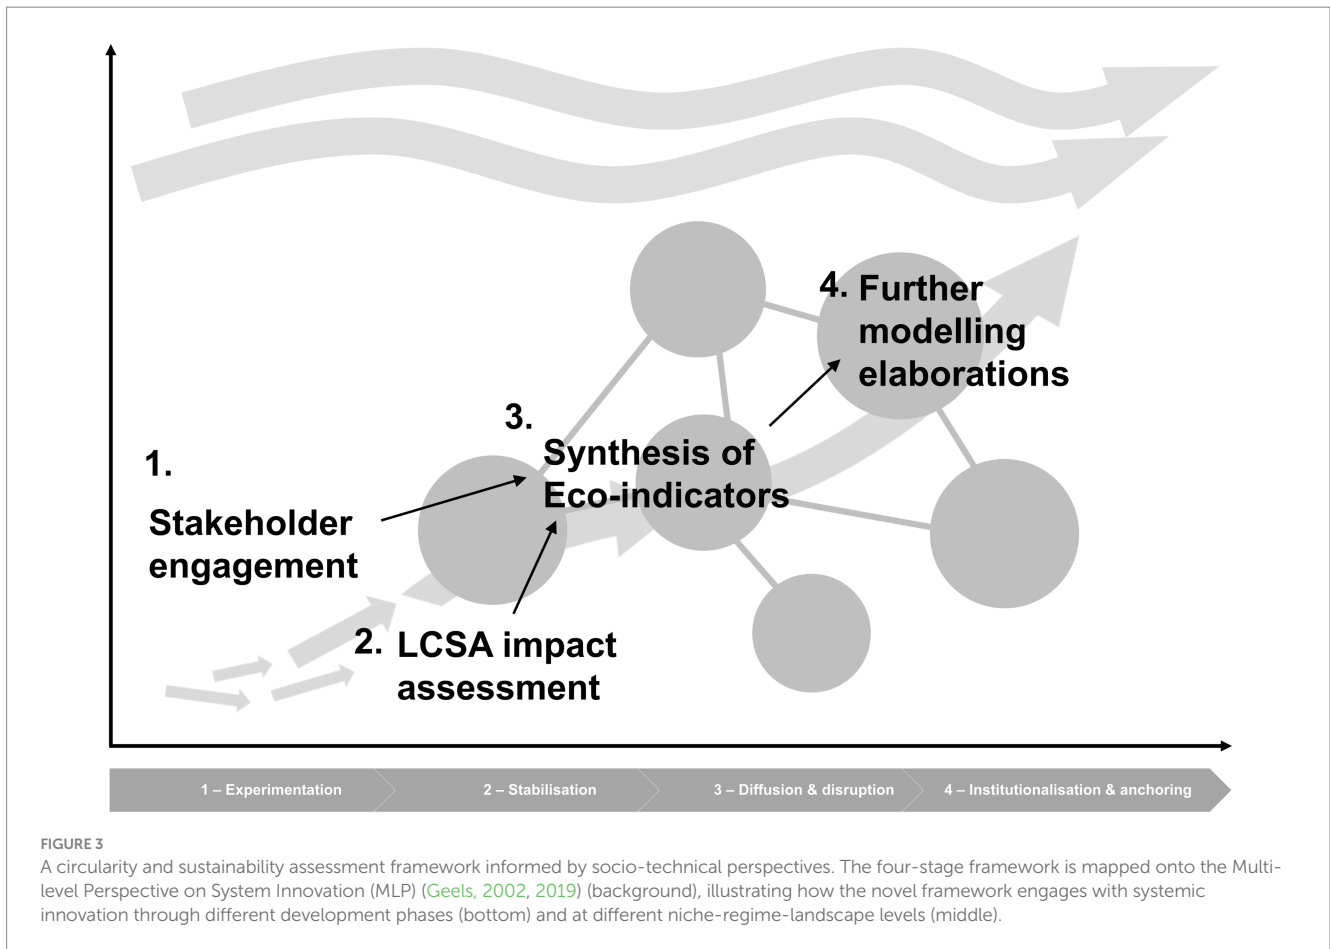 1.
Stakeholder
engagement
2. LCSA impact
assessment
3.
Synthesis of
Eco-indicators
4. Further
modelling
elaborations
1 – Experimentation
2 – Stabilisation
3 – Diffusion & disruption
4 – Institutionalisation & anchoring
FIGURE 3
A circularity and sustainability assessment framework informed by socio-technical perspectives. The four-stage framework is mapped onto the Multi-
level Perspective on System Innovation (MLP) (Geels, 2002, 2019) (background), illustrating how the novel framework engages with systemic
innovation through different development phases (bottom) and at different niche-regime-landscape levels (middle).